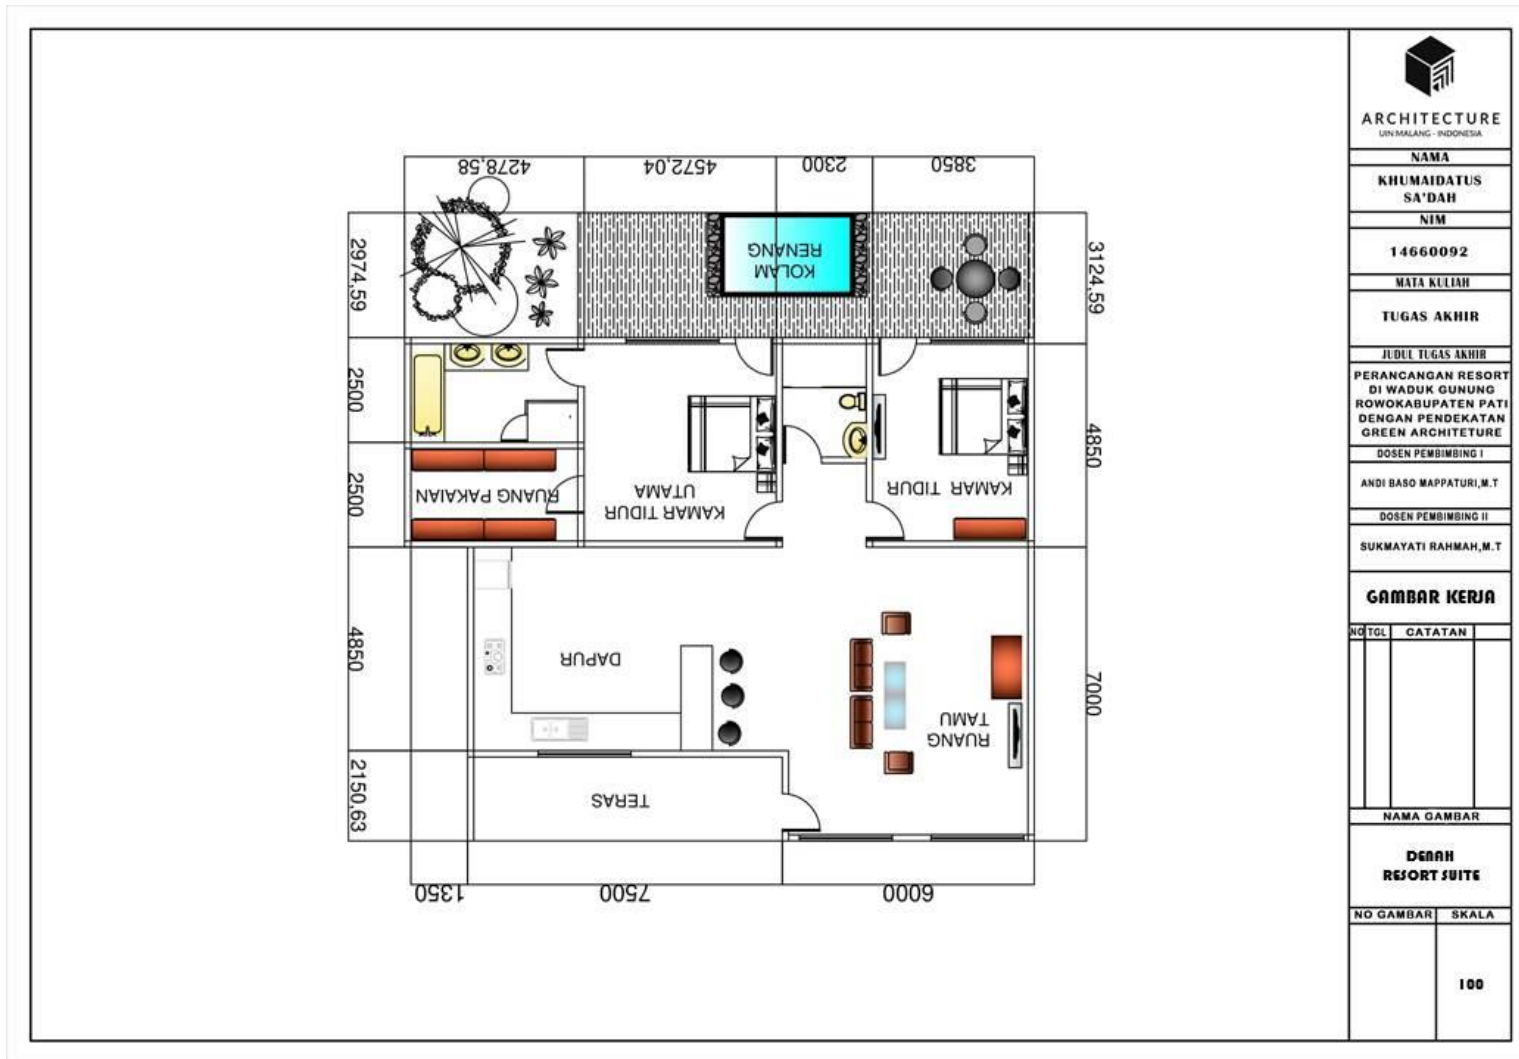 4278,58
4572,04
2300
3850
2974,59
2500
2500
4850
2150,63
3124,59
4850
7000
KOLAM
RENANG
RUANG PAKAIAN
KAMAR TIDUR
UTAMA
KAMAR TIDUR
DAPUR
RUANG
TAMU
TERAS
1350
7500
6000
ARCHITECTURE
UIN MALANG - INDONESIA
NAMA
KHUMAIDATUS
SA'DAH
NIM
14660092
MATA KULIAH
TUGAS AKHIR
JUDUL TUGAS AKHIR
PERANCANGAN RESORT
DI WADUK GUNUNG
ROWOKABUPATEN PATI
DENGAN PENDEKATAN
GREEN ARCHITETURE
DOSEN PEMBIMBING I
ANDI BASO MAPPATURI,M.T
DOSEN PEMBIMBING II
SUKMAYATI RAHMAH,M.T
GAMBAR KERJA
NO TGL CATATAN
NAMA GAMBAR
DENAH
RESORT SUITE
NO GAMBAR SKALA
100